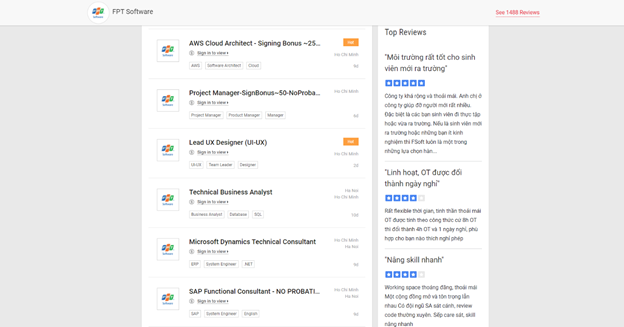 FPT Software
See 1488 Reviews
AWS Cloud Architect - Signing Bonus ~25...
Hot
Sign in to view
Ho Chi Minh
AWS Software Architect Cloud
5d
Project Manager-SignBonus~50-NoProba...
Ho Chi Minh
Sign in to view
Project Manager Product Manager Manager
6d
Lead UX Designer (UI-UX)
Hot
Sign in to view
Ho Chi Minh
UI-UX Team Leader Designer
2d
Technical Business Analyst
Ha Noi
Ho Chi Minh
Sign in to view
Business Analyst Database SQL
10d
Microsoft Dynamics Technical Consultant
Ho Chi Minh
Ha Noi
Sign in to view
ERP System Engineer .NET
SAP Functional Consultant - NO PROBATI...
Ho Chi Minh
Ha Noi
Sign in to view
SAP System Engineer English
Top Reviews
"Môi trường rất tốt cho sinh
viên mới ra trường"
Công ty khá rộng và thoải mái. Anh chị ở
công ty giúp đỡ người mới rất nhiều.
Đặc biệt là các bạn sinh viên đi thực tập
hoặc vừa ra trường. Nếu là sinh viên mới
ra trường hoặc những bạn ít kinh
nghiệm thì FSoft luôn là một trong
những lựa chọn hàn...
"Linh hoạt, OT được đổi
thành ngày nghỉ"
Rất flexible thời gian, tinh thần thoải mái
OT được tính theo công thức cứ 8h OT
thì đổi thành 4h OT và 1 ngày nghỉ, phù
hợp cho bạn nào thích nghỉ phép
"Nâng skill nhanh"
Working space thoáng đãng, thoải mái
Một cộng đồng mở và tôn trọng lẫn
nhau Có đội ngũ SA sát cánh, review
code thường xuyên. Sếp care sát, skill
nâng nhanh